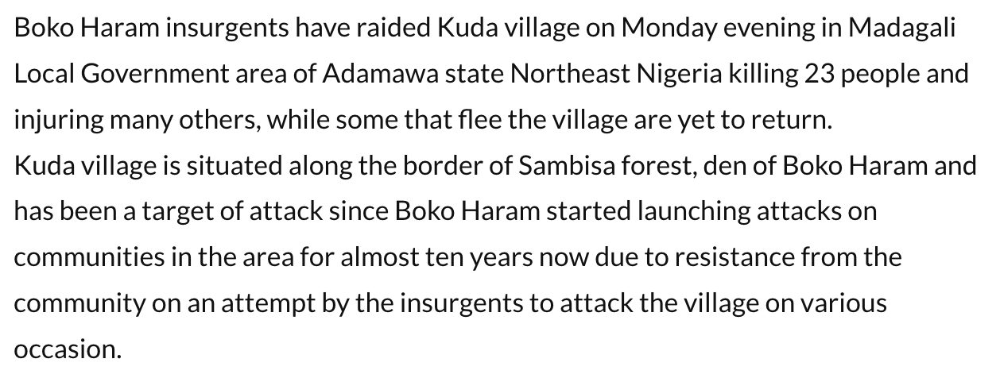 Boko Haram insurgents have raided Kuda village on Monday evening in Madagali
Local Government area of Adamawa state Northeast Nigeria killing 23 people and
injuring many others, while some that flee the village are yet to return.
Kuda village is situated along the border of Sambisa forest, den of Boko Haram and
has been a target of attack since Boko Haram started launching attacks on
communities in the area for almost ten years now due to resistance from the
community on an attempt by the insurgents to attack the village on various
occasion.